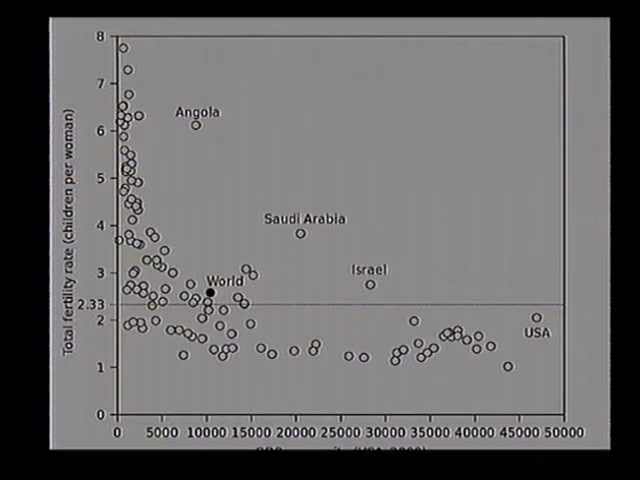 8
7
Angola
6
5
Saudi Arabia
4
Israel
3
World
2.33
2
USA
1
0
0 5000 10000 15000 20000 25000 30000 35000 40000 45000 50000
Total fertility rate (children per woman)